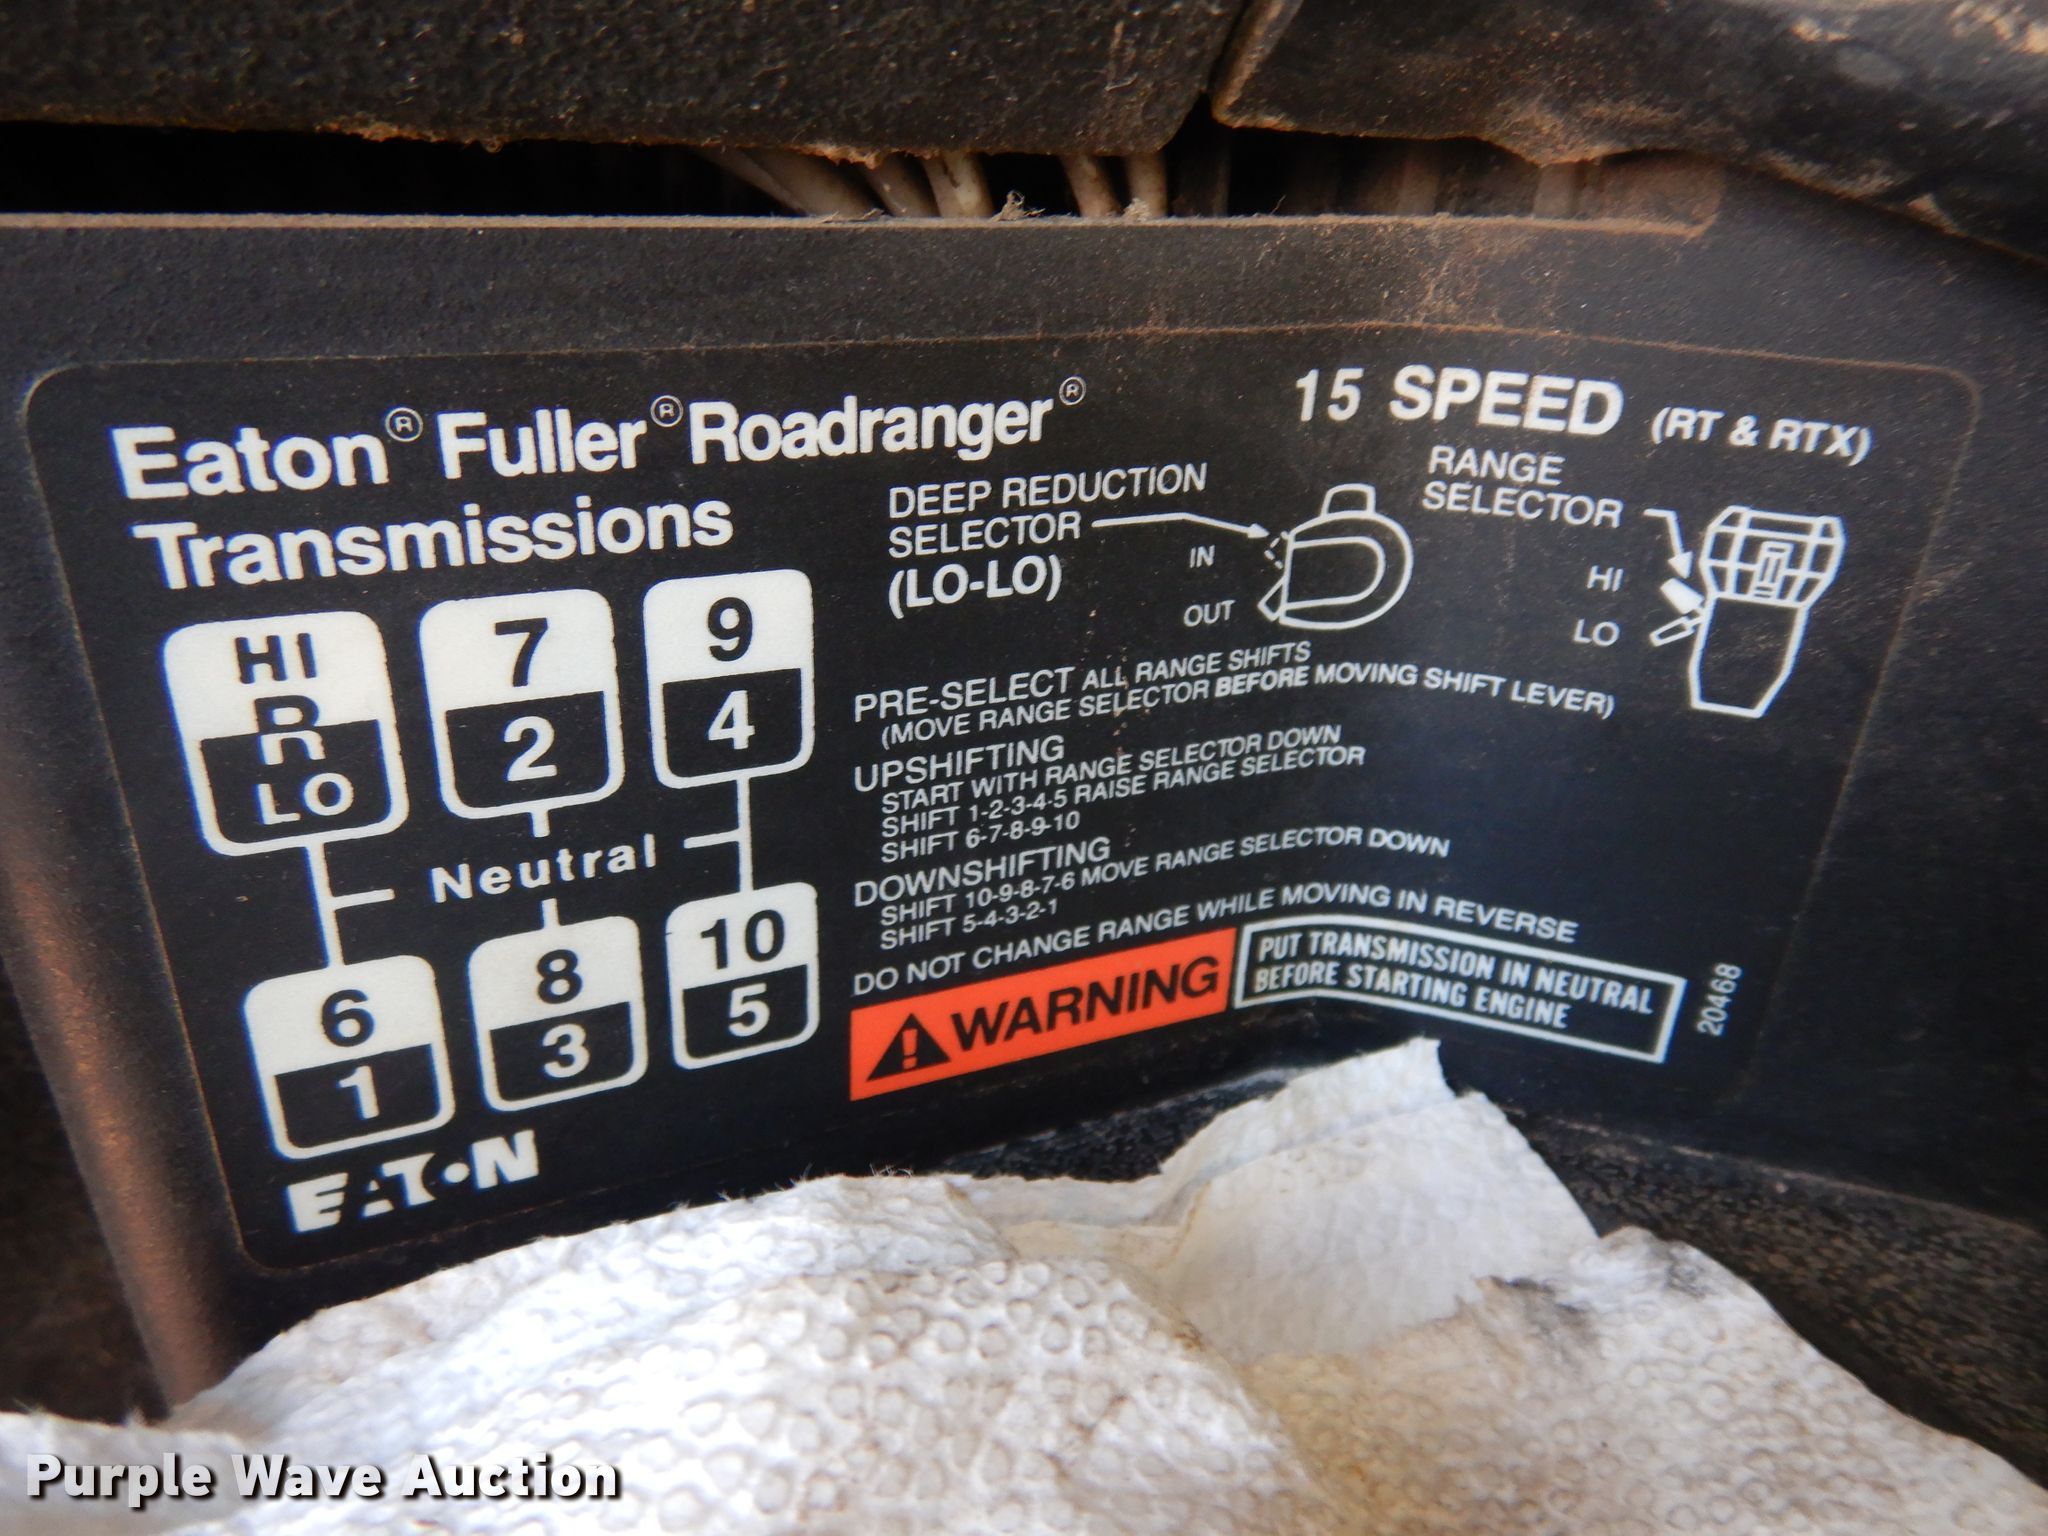 Eaton® Fuller® Roadranger®
Transmissions
15 SPEED (RT & RTX)
HI
R
LO
7
2
9
4
Neutral
6
1
8
3
10
5
EATON
DEEP REDUCTION
SELECTOR
(LO-LO)
IN
OUT
RANGE
SELECTOR
HI
LO
PRE-SELECT ALL RANGE SHIFTS
(MOVE RANGE SELECTOR BEFORE MOVING SHIFT LEVER)
UPSHIFTING
START WITH RANGE SELECTOR DOWN
SHIFT 1-2-3-4-5 RAISE RANGE SELECTOR
SHIFT 6-7-8-9-10
DOWNSHIFTING
SHIFT 10-9-8-7-6 MOVE RANGE SELECTOR DOWN
SHIFT 5-4-3-2-1
DO NOT CHANGE RANGE WHILE MOVING IN REVERSE
WARNING
PUT TRANSMISSION IN NEUTRAL
BEFORE STARTING ENGINE
20468
Purple Wave Auction